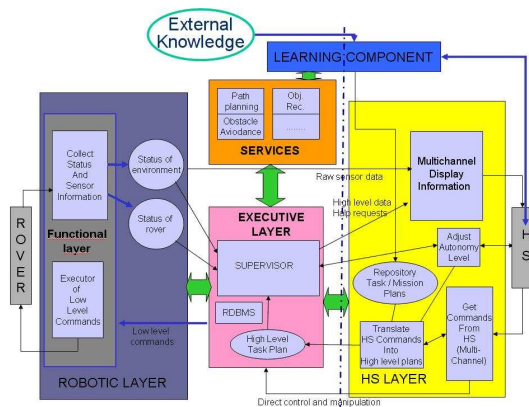 External
Knowledge
LEARNING COMPONENT
Path
planning
Obj.
Rec.
Obstacle
Aviodance
........
SERVICES
Collect
Status
And
Sensor
Information
Status of
environment
Raw sensor data
Multichannel
Display
Information
High level data
Help requests
Status of
rover
EXECUTIVE
LAYER
Functional
layer
ROVER
HS
SUPERVISOR
Adjust
Autonomy
Level
Repository
Task / Mission
Plans
Executor of
Low Level
Commands
RDBMS
Low level
commands
High Level
Task Plan
Translate
HS Commands
Into
High level plans
Get
Commands
From
HS
(Multi-
Channel)
ROBOTIC LAYER
HS LAYER
Direct control and manipulation